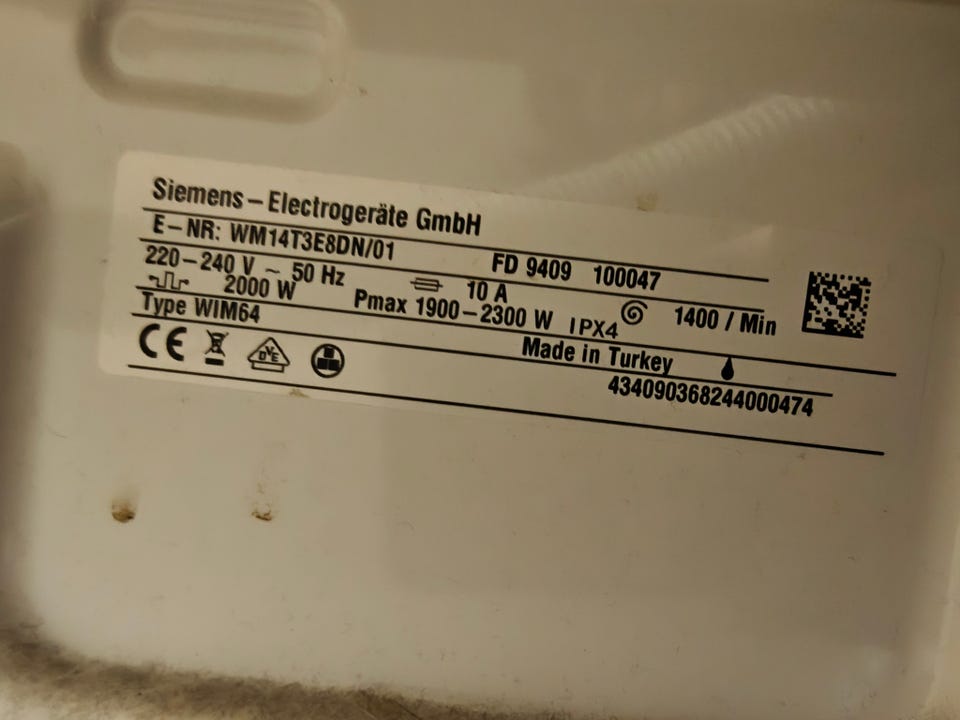 Siemens-Electrogeräte GmbH
E-NR: WM14T3E8DN/01 FD 9409 100047
220-240 V ~ 50 Hz 10 A 1400 / Min
2000 W Pmax 1900-2300 W IPX4
Type WIM64 Made in Turkey
CE DVE 434090368244000474